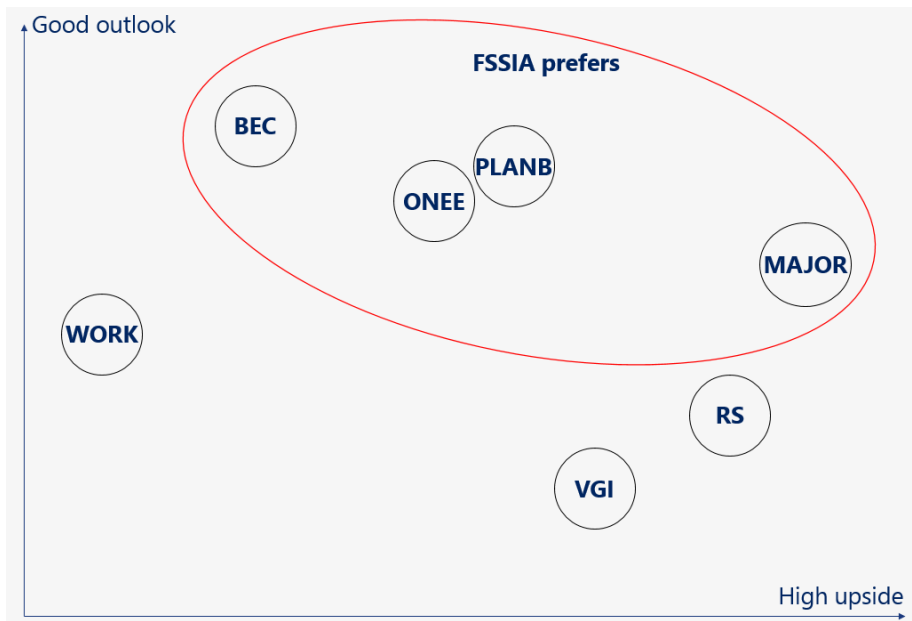 Good outlook
FSSIA prefers
BEC
PLANB
ONEE
MAJOR
WORK
RS
VGI
High upside